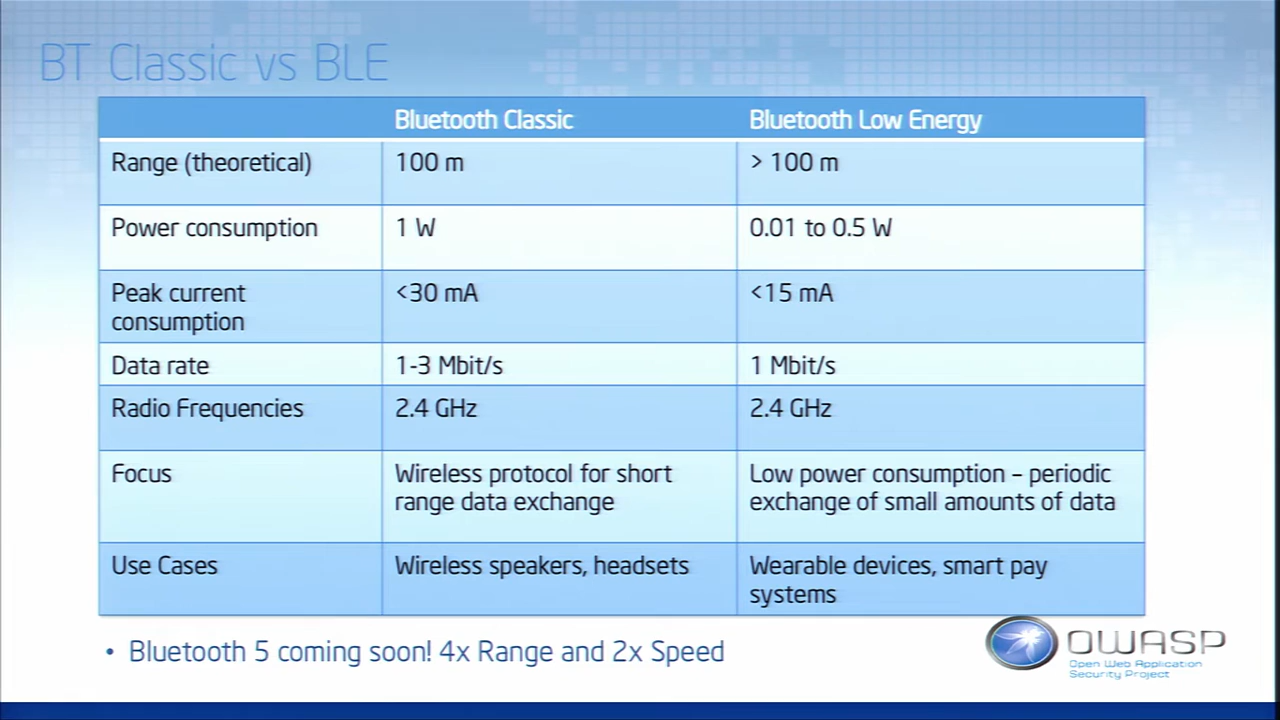 BT Classic vs BLE
Bluetooth Classic Bluetooth Low Energy
Range (theoretical) 100 m > 100 m
Power consumption 1 W 0.01 to 0.5 W
Peak current <30 mA <15 mA
consumption
Data rate 1-3 Mbit/s 1 Mbit/s
Radio Frequencies 2.4 GHz 2.4 GHz
Focus Wireless protocol for short Low power consumption – periodic
range data exchange exchange of small amounts of data
Use Cases Wireless speakers, headsets Wearable devices, smart pay
systems
• Bluetooth 5 coming soon! 4x Range and 2x Speed
OWASP
Open Web Application
Security Project